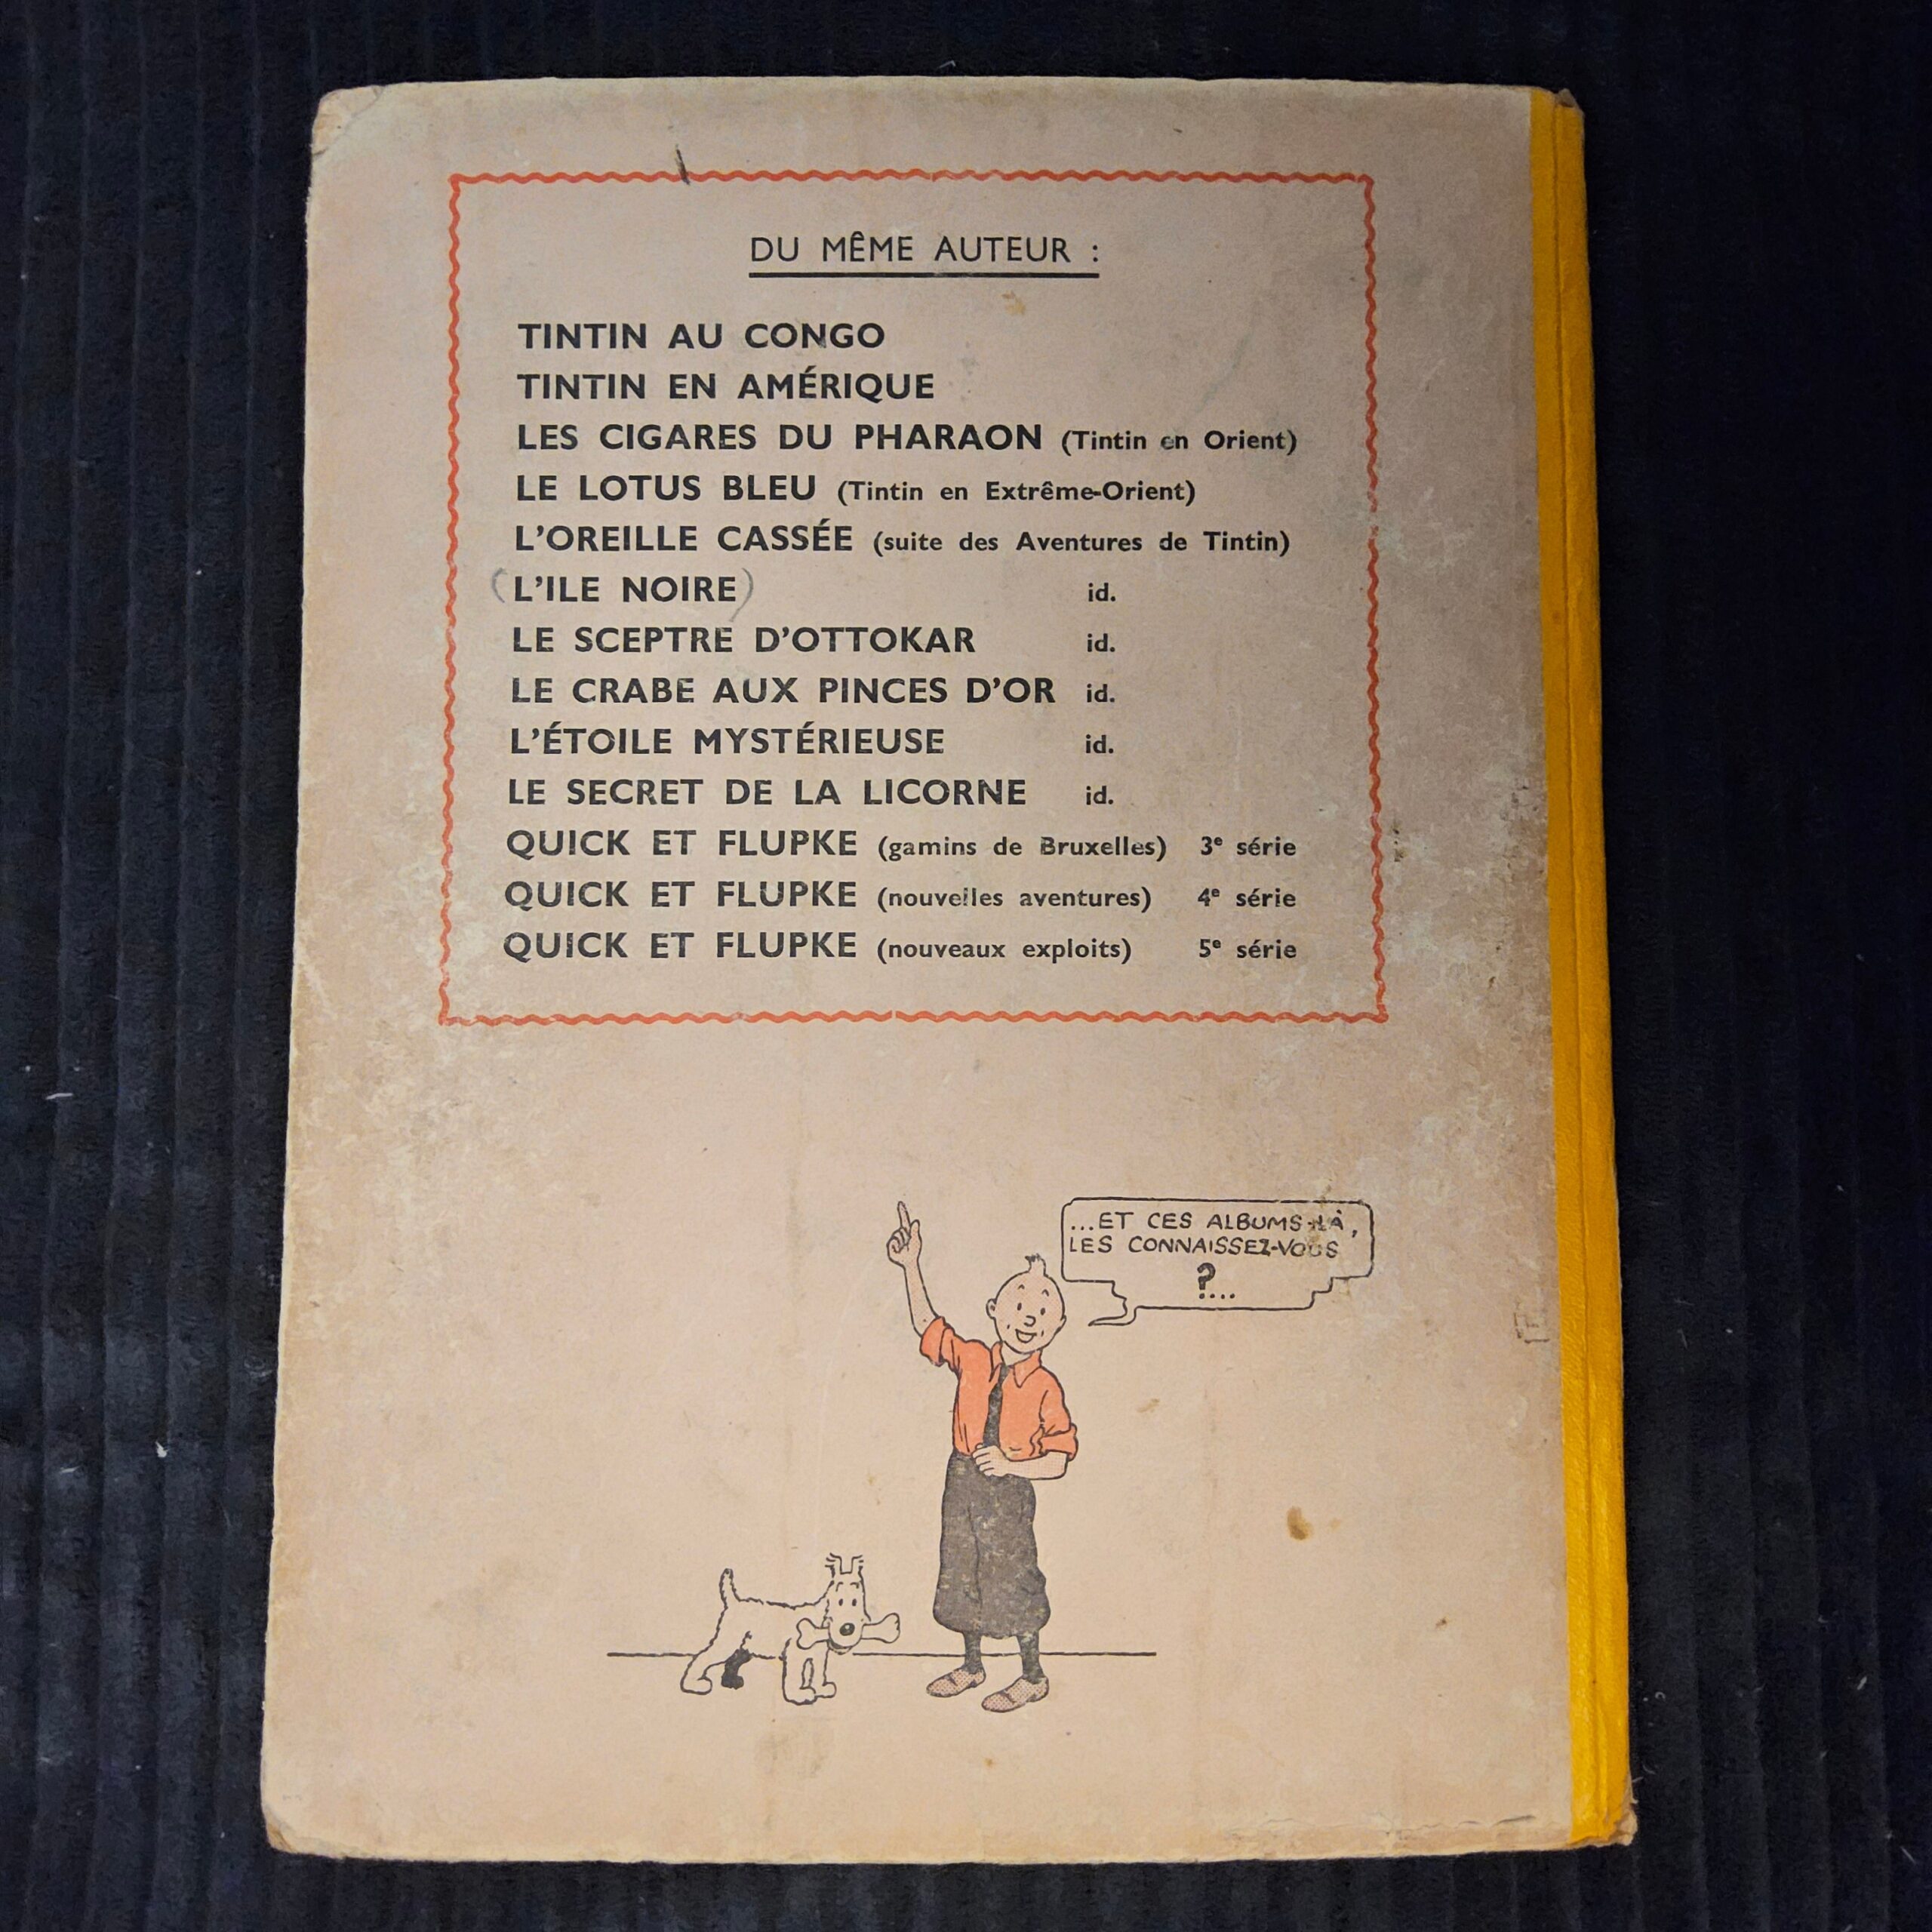 DU MÊME AUTEUR :
TINTIN AU CONGO
TINTIN EN AMÉRIQUE
LES CIGARES DU PHARAON (Tintin en Orient)
LE LOTUS BLEU (Tintin en Extrême-Orient)
L'OREILLE CASSÉE (suite des Aventures de Tintin)
(L'ILE NOIRE) id.
LE SCEPTRE D'OTTOKAR id.
LE CRABE AUX PINCES D'OR id.
L'ÉTOILE MYSTÉRIEUSE id.
LE SECRET DE LA LICORNE id.
QUICK ET FLUPKE (gamins de Bruxelles) 3e série
QUICK ET FLUPKE (nouvelles aventures) 4e série
QUICK ET FLUPKE (nouveaux exploits) 5e série
...ET CES ALBUMS-LÀ,
LES CONNAISSEZ-VOUS
?....